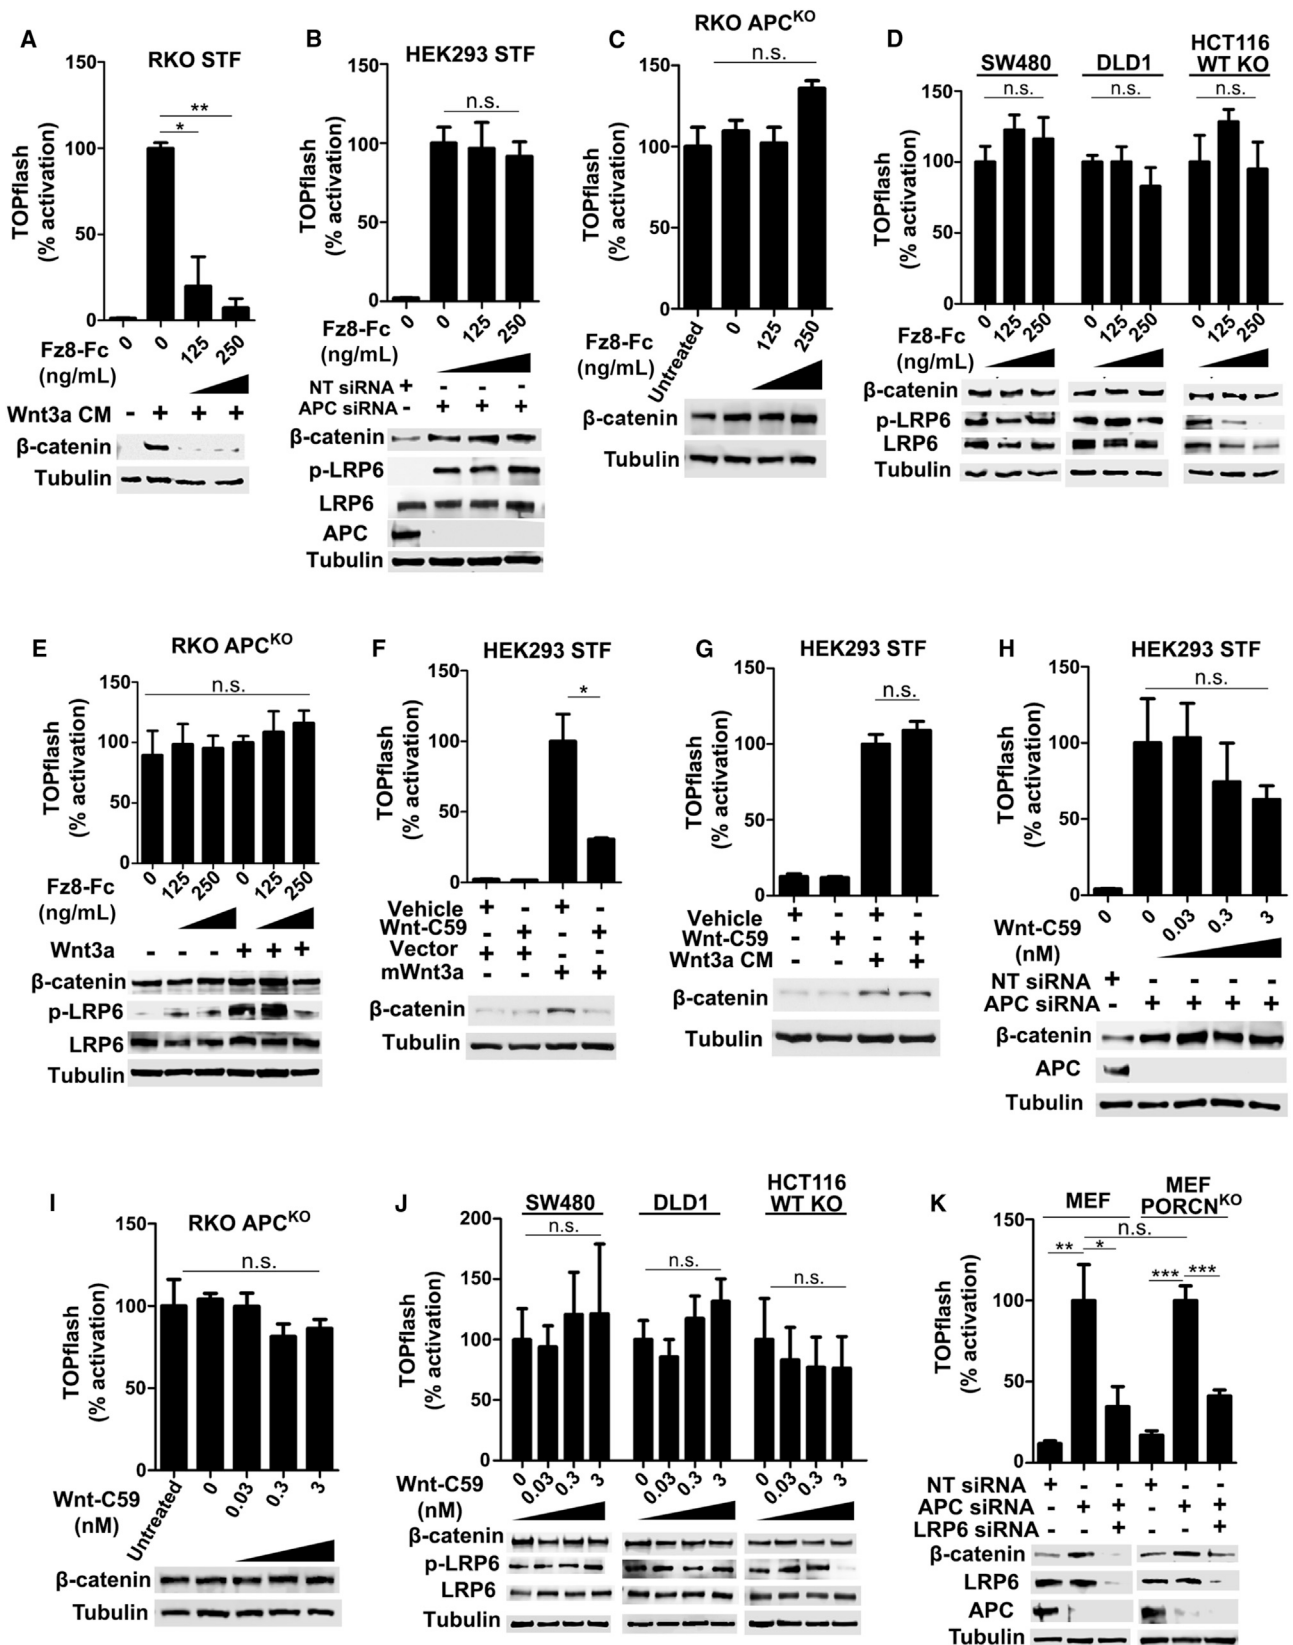 A
RKO STF
TOPflash
(% activation)
150
100
50
0
**
*
0 0 125 250
Fz8-Fc
(ng/mL)
Wnt3a CM - + + +
β-catenin
Tubulin
B
HEK293 STF
TOPflash
(% activation)
150
100
50
0
n.s.
0 0 125 250
Fz8-Fc
(ng/mL)
NT siRNA + - - -
APC siRNA - + + +
β-catenin
p-LRP6
LRP6
APC
Tubulin
C
RKO APCKO
TOPflash
(% activation)
150
100
50
0
n.s.
Untreated 0 125 250
Fz8-Fc
(ng/mL)
β-catenin
Tubulin
D
SW480 DLD1 HCT116
WT KO
TOPflash
(% activation)
150
100
50
0
n.s. n.s. n.s.
0 125 250 0 125 250 0 125 250
Fz8-Fc
(ng/mL)
β-catenin
p-LRP6
LRP6
Tubulin
E
RKO APCKO
TOPflash
(% activation)
150
100
50
0
n.s.
0 125 250 0 125 250
Fz8-Fc
(ng/mL)
Wnt3a - - - + + +
β-catenin
p-LRP6
LRP6
Tubulin
F
HEK293 STF
TOPflash
(% activation)
150
100
50
0
*
Vehicle + - + -
Wnt-C59 - + - +
Vector + + - -
mWnt3a - - + +
β-catenin
Tubulin
G
HEK293 STF
TOPflash
(% activation)
150
100
50
0
n.s.
Vehicle + - + -
Wnt-C59 - + - +
Wnt3a CM - - + +
β-catenin
Tubulin
H
HEK293 STF
TOPflash
(% activation)
150
100
50
0
n.s.
0 0 0.03 0.3 3
Wnt-C59
(nM)
NT siRNA + - - - -
APC siRNA - + + + +
β-catenin
APC
Tubulin
I
RKO APCKO
TOPflash
(% activation)
150
100
50
0
n.s.
Untreated 0 0.03 0.3 3
Wnt-C59
(nM)
β-catenin
Tubulin
J
SW480 DLD1 HCT116
WT KO
TOPflash
(% activation)
200
150
100
50
0
n.s. n.s. n.s.
0 0.03 0.3 3 0 0.03 0.3 3 0 0.03 0.3 3
Wnt-C59
(nM)
β-catenin
p-LRP6
LRP6
Tubulin
K
MEF MEF
PORCNKO
TOPflash
(% activation)
150
100
50
0
n.s.
** * *** ***
NT siRNA + - - + - -
APC siRNA - + + - + +
LRP6 siRNA - - + - - +
β-catenin
LRP6
APC
Tubulin